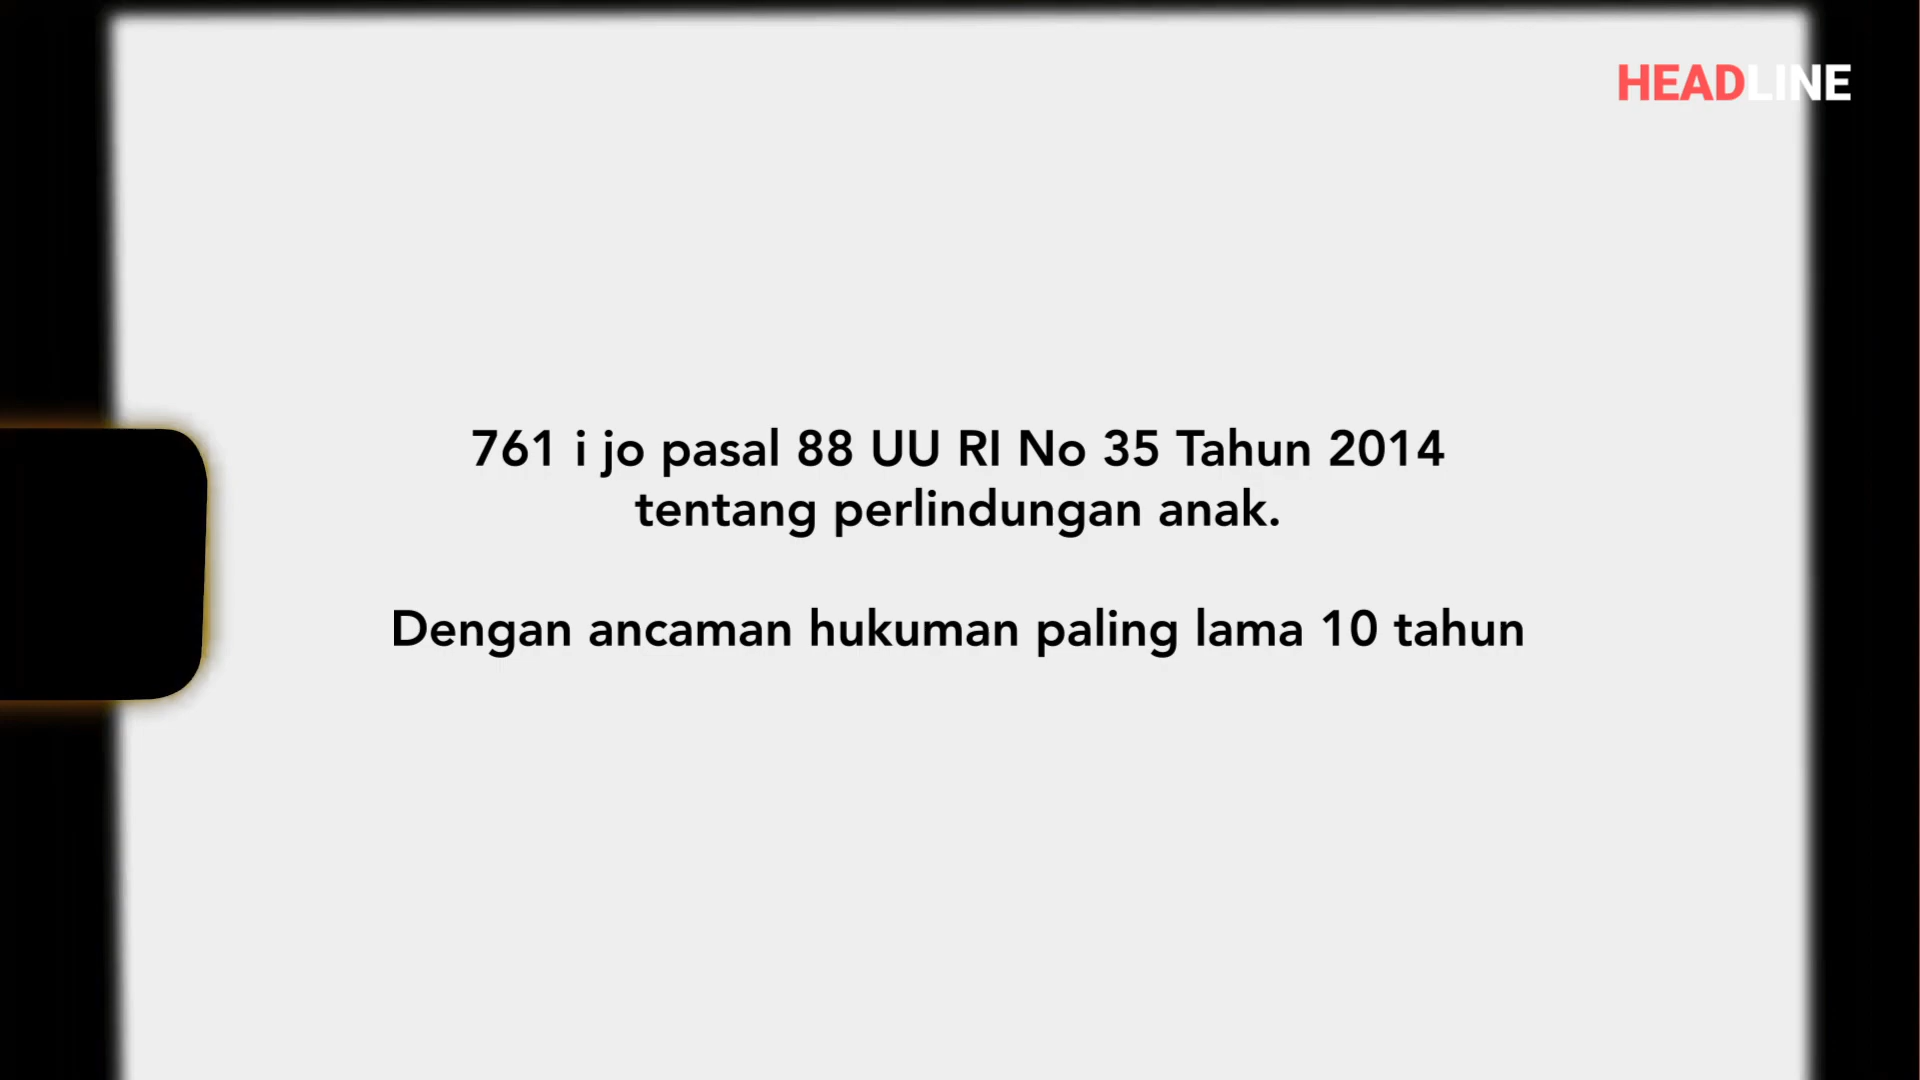 HEADLINE
761 i jo pasal 88 UU RI No 35 Tahun 2014
tentang perlindungan anak.
Dengan ancaman hukuman paling lama 10 tahun